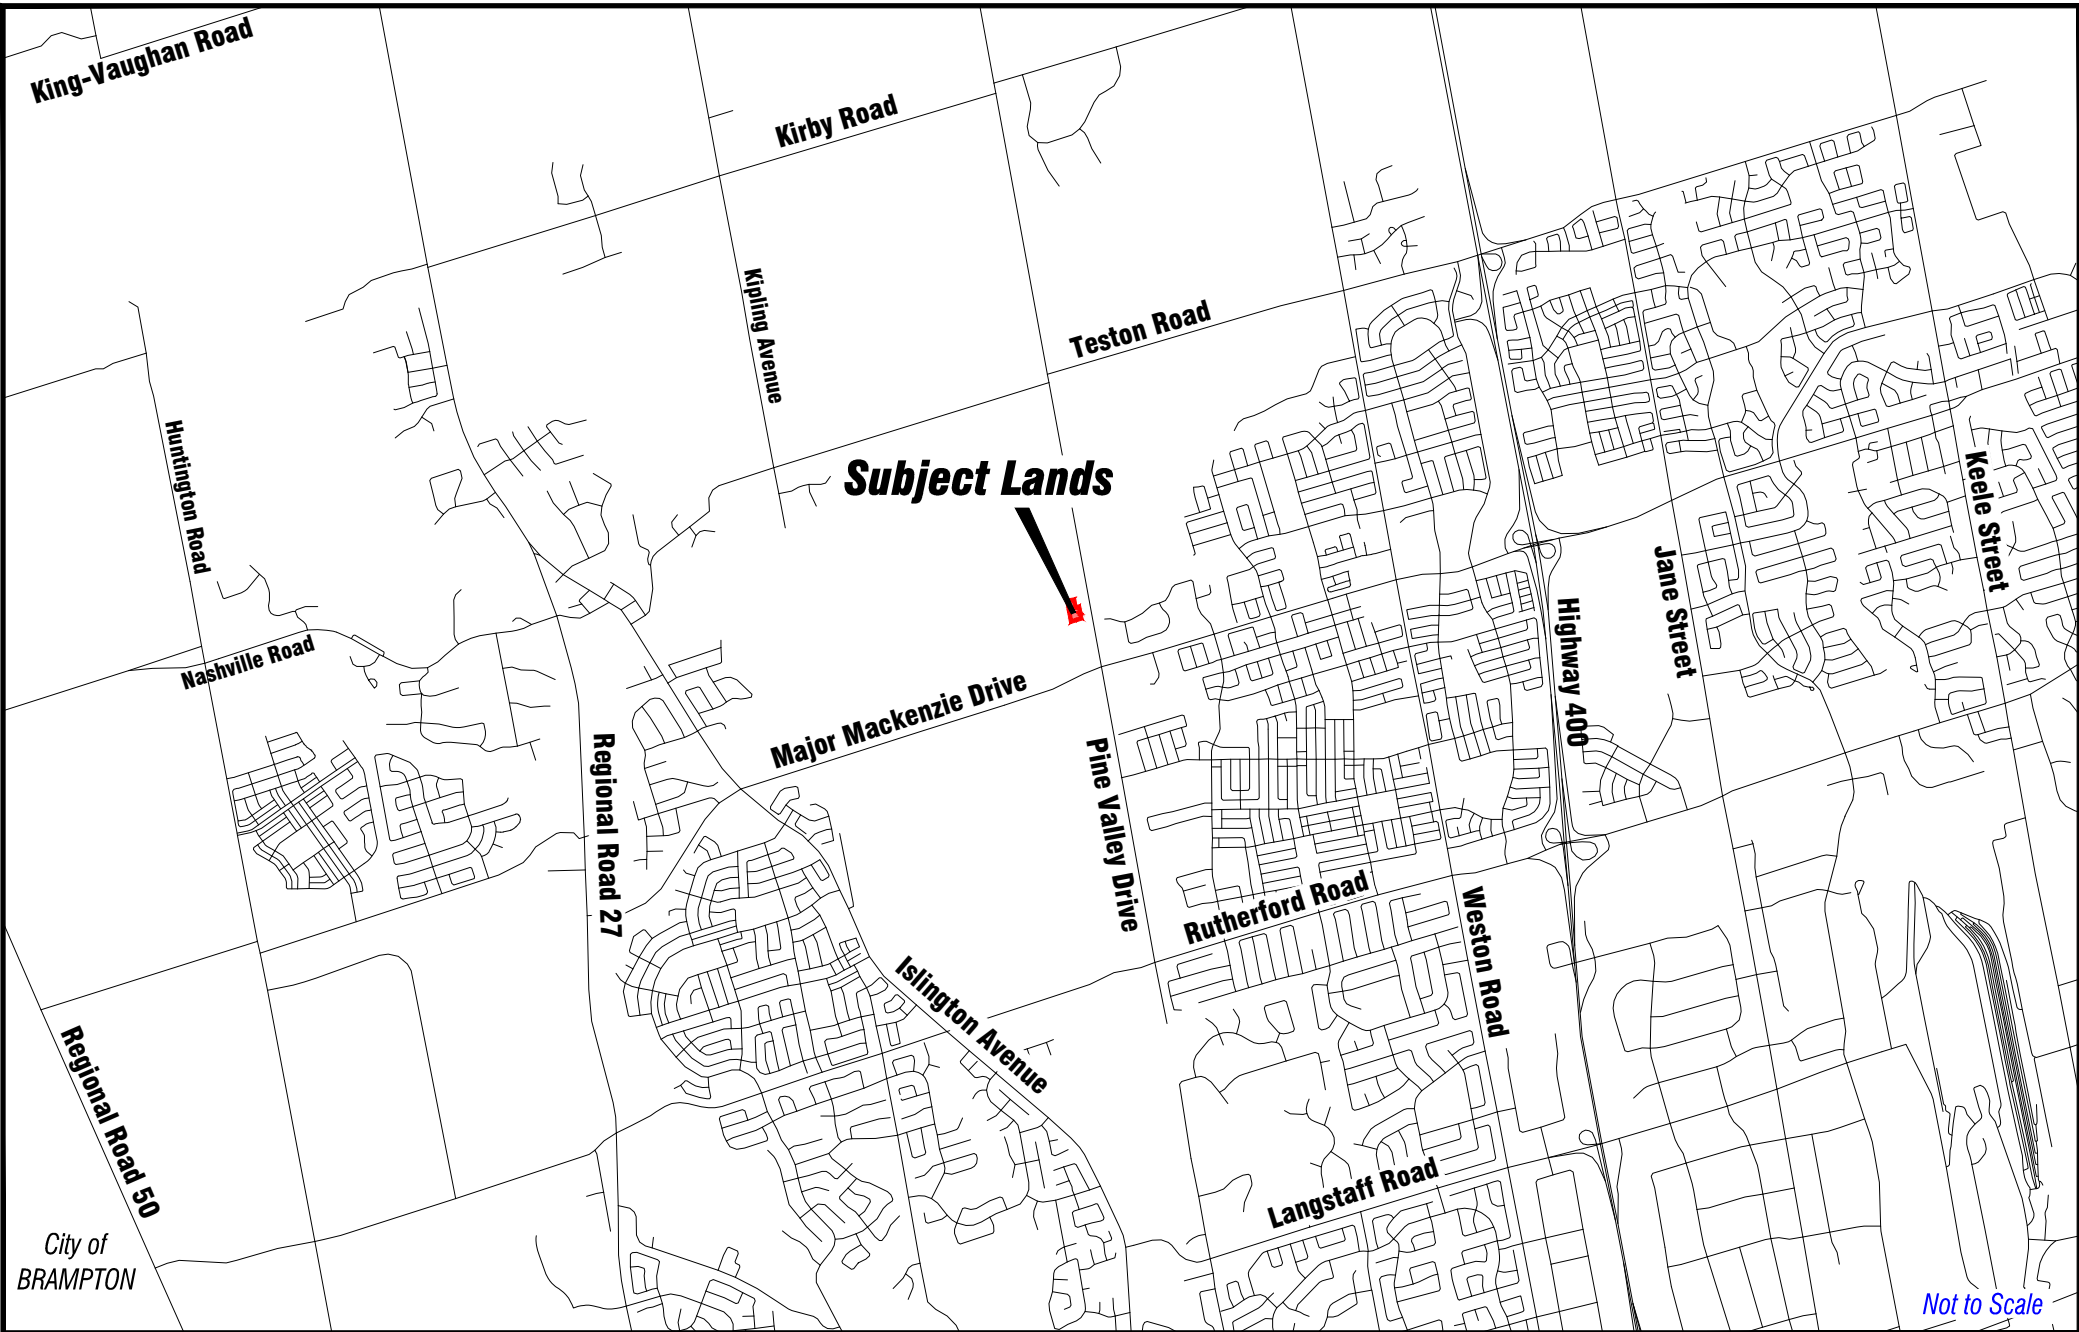 King-Vaughan Road
Kirby Road
Kipling Avenue
Teston Road
Huntington Road
Subject Lands
Keele Street
Jane Street
Highway 400
Nashville Road
Major Mackenzie Drive
Regional Road 27
Pine Valley Drive
Rutherford Road
Weston Road
Islington Avenue
Regional Road 50
Langstaff Road
City of
BRAMPTON
Not to Scale